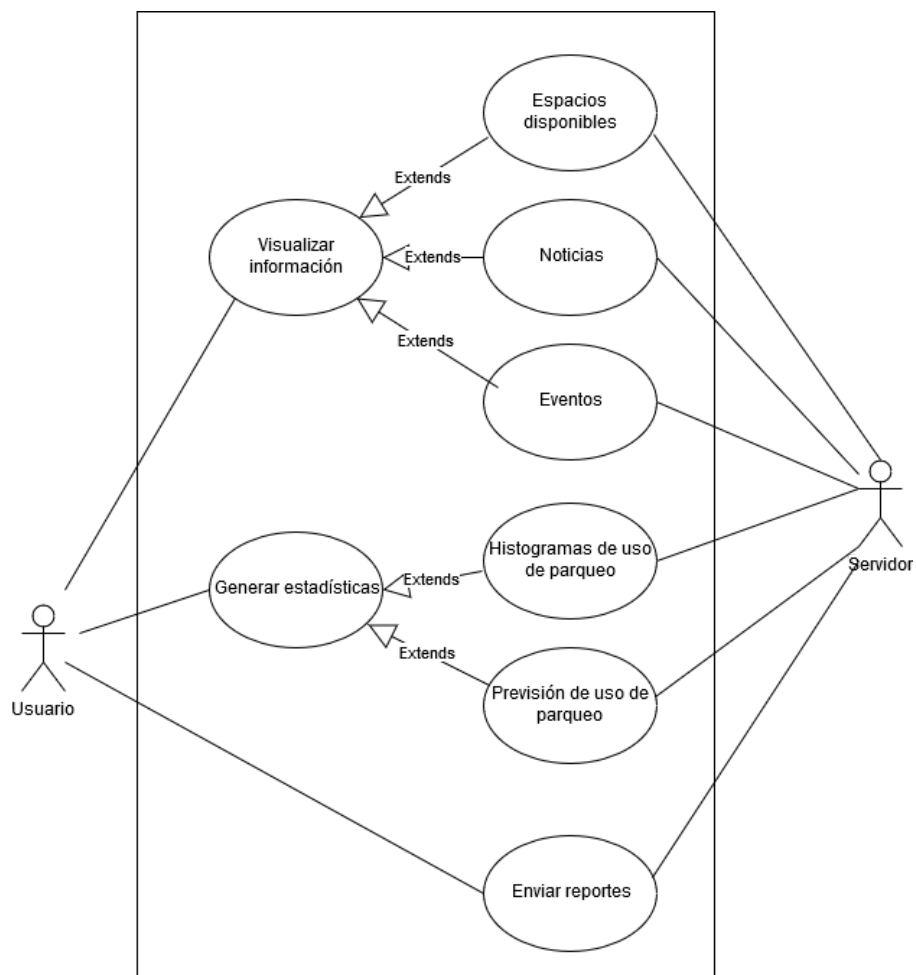 Espacios
disponibles
Extends
Visualizar
información
Extends
Noticias
Extends
Eventos
Histogramas de uso
de parqueo
Servidor
Generar estadísticas
Extends
Extends
Previsión de uso de
parqueo
Usuario
Enviar reportes